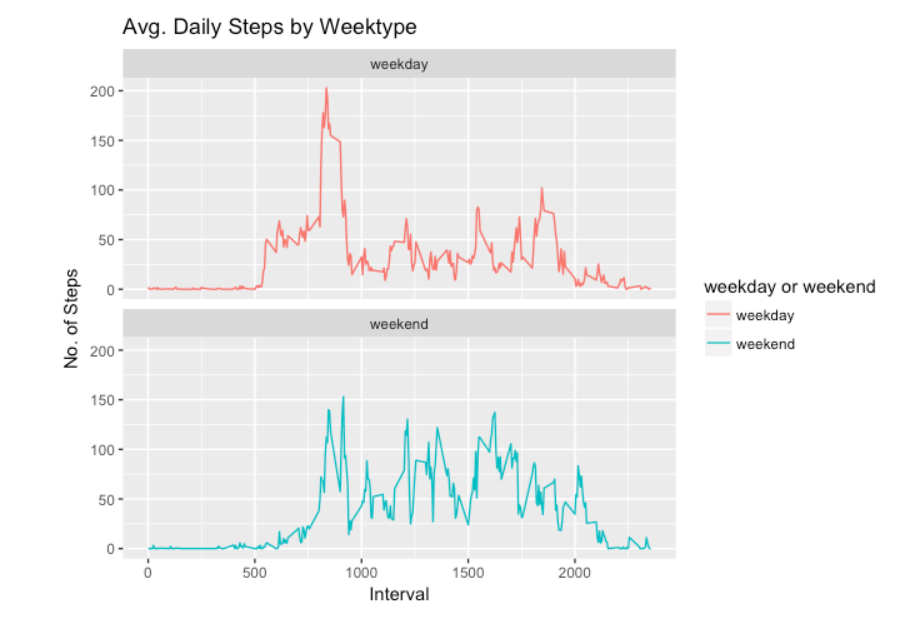 Avg. Daily Steps by Weektype
weekday
200
150
100
50
0
weekend
200
150
100
50
0
0 500 1000 1500 2000
Interval
No. of Steps
weekday or weekend
weekday
weekend